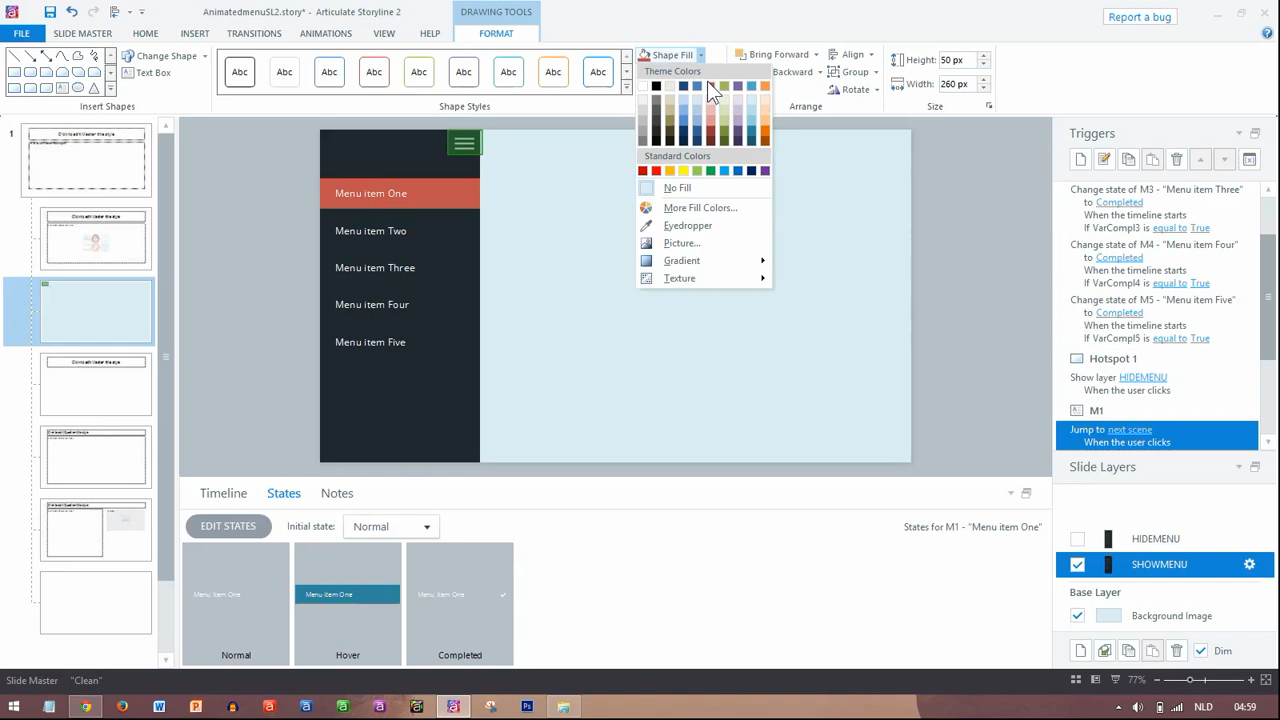 AnimatedmenuSL2.story* - Articulate Storyline 2
DRAWING TOOLS
Report a bug
FILE SLIDE MASTER HOME INSERT TRANSITIONS ANIMATIONS VIEW HELP FORMAT
Change Shape
Text Box
Insert Shapes
Abc Abc Abc Abc Abc Abc Abc Abc Abc
Shape Styles
Shape Fill
Bring Forward
Backward
Align
Group
Rotate
Arrange
Height: 50 px
Width: 260 px
Size
Theme Colors
Standard Colors
No Fill
More Fill Colors...
Eyedropper
Picture...
Gradient
Texture
1
Menu item One
Menu item Two
Menu item Three
Menu item Four
Menu item Five
Triggers
Change state of M3 - "Menu item Three"
to Completed
When the timeline starts
If VarCompl3 is equal to True
Change state of M4 - "Menu item Four"
to Completed
When the timeline starts
If VarCompl4 is equal to True
Change state of M5 - "Menu item Five"
to Completed
When the timeline starts
If VarCompl5 is equal to True
Hotspot 1
Show layer HIDEMENU
When the user clicks
M1
Jump to next scene
When the user clicks
Slide Layers
HIDEMENU
SHOWMENU
Base Layer
Background Image
Dim
Timeline States Notes
EDIT STATES Initial state: Normal
States for M1 - "Menu item One"
Menu item One
Normal
Menu item One
Hover
Menu item One
Completed
Slide Master "Clean"
77%
NLD 04:59